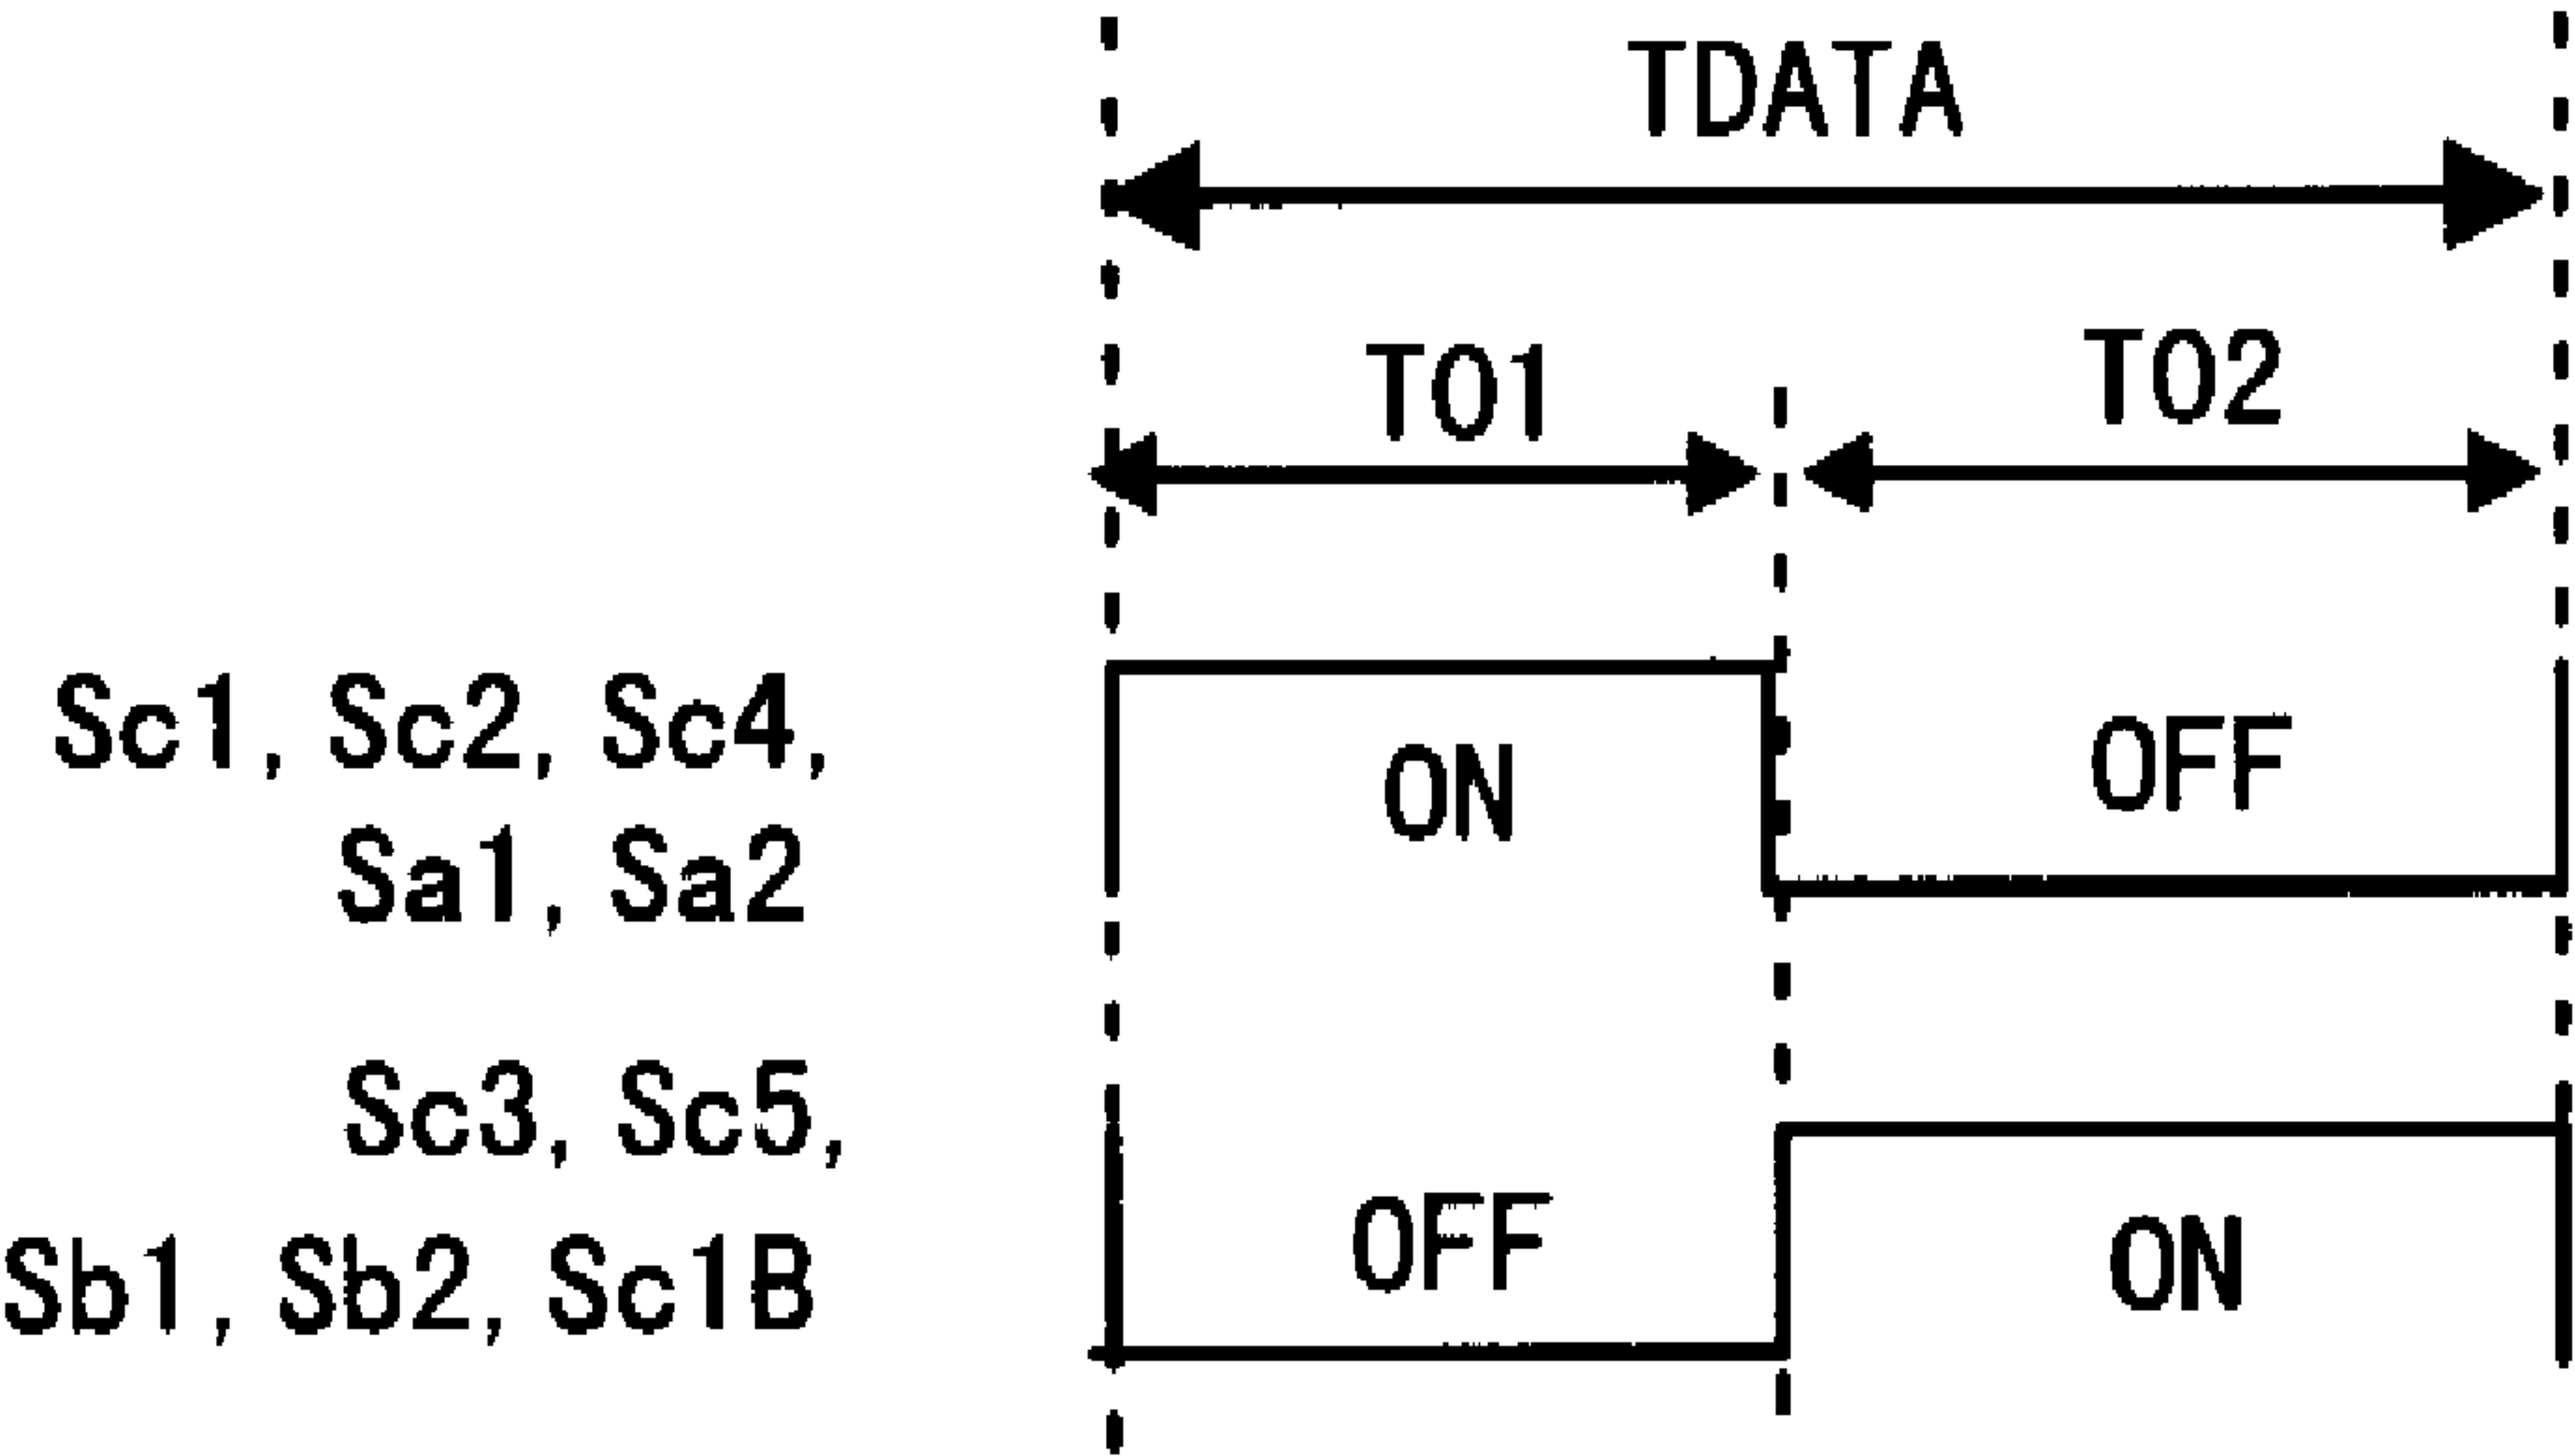 TDATA
TO1
TO2
Sc1, Sc2, Sc4,
Sa1, Sa2
ON
OFF
Sc3, Sc5,
Sb1, Sb2, Sc1B
OFF
ON